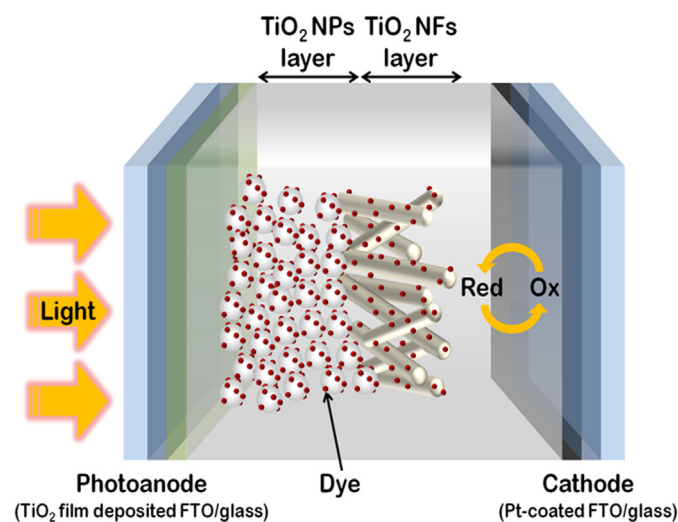 TiO₂ NPs TiO₂ NFs
layer layer
Light
Red Ox
Photoanode Dye Cathode
(TiO₂ film deposited FTO/glass) (Pt-coated FTO/glass)